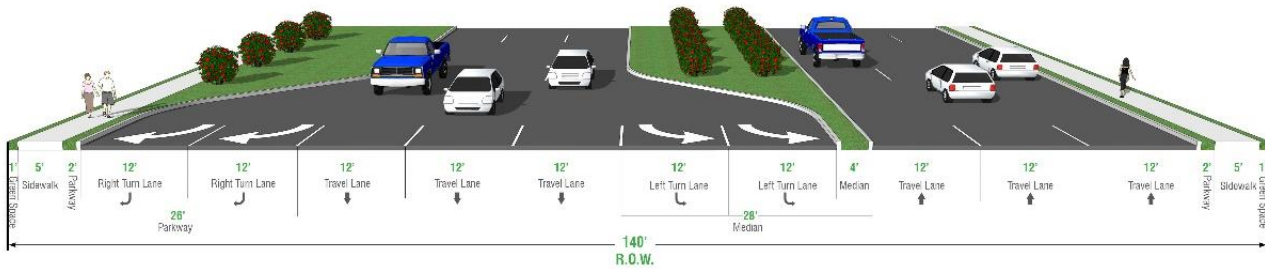 1' 5' 2' 12' 12' 12' 12' 12' 12' 12' 4' 12' 12' 12' 2' 5' 1'
Green Space Sidewalk Parkway Right Turn Lane Right Turn Lane Travel Lane Travel Lane Travel Lane Left Turn Lane Left Turn Lane Median Travel Lane Travel Lane Travel Lane Parkway Sidewalk Green Space
26' 28'
Parkway Median
140'
R.O.W.